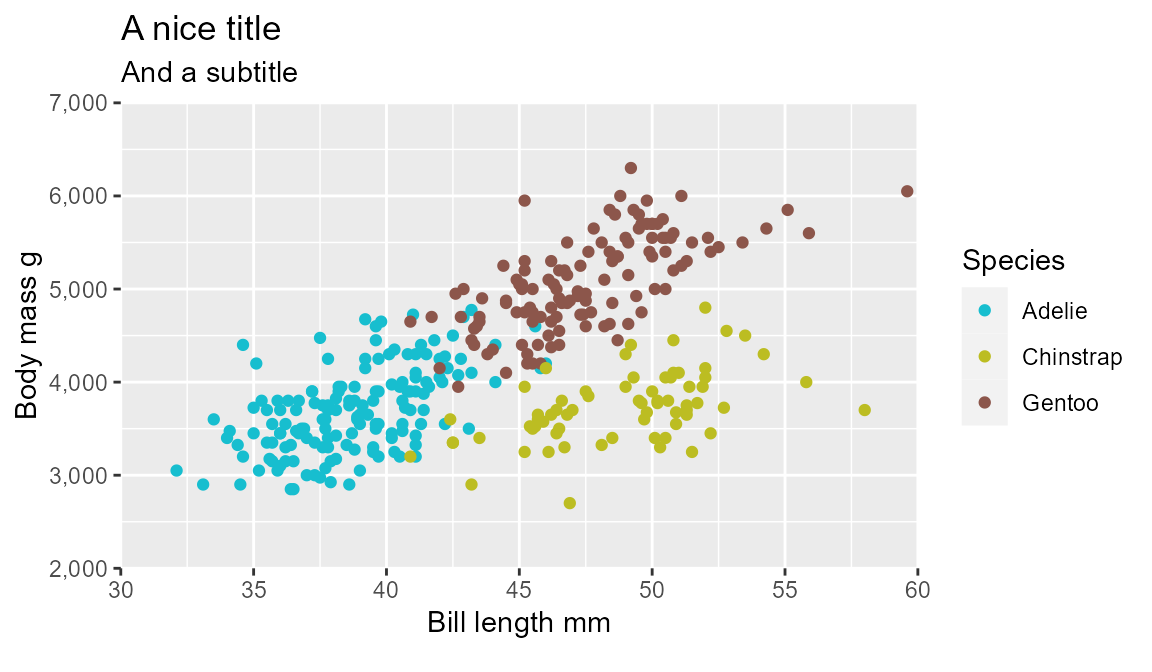 A nice title
And a subtitle
7,000
6,000
5,000
4,000
3,000
2,000
Body mass g
30 35 40 45 50 55 60
Bill length mm
Species
Adelie
Chinstrap
Gentoo